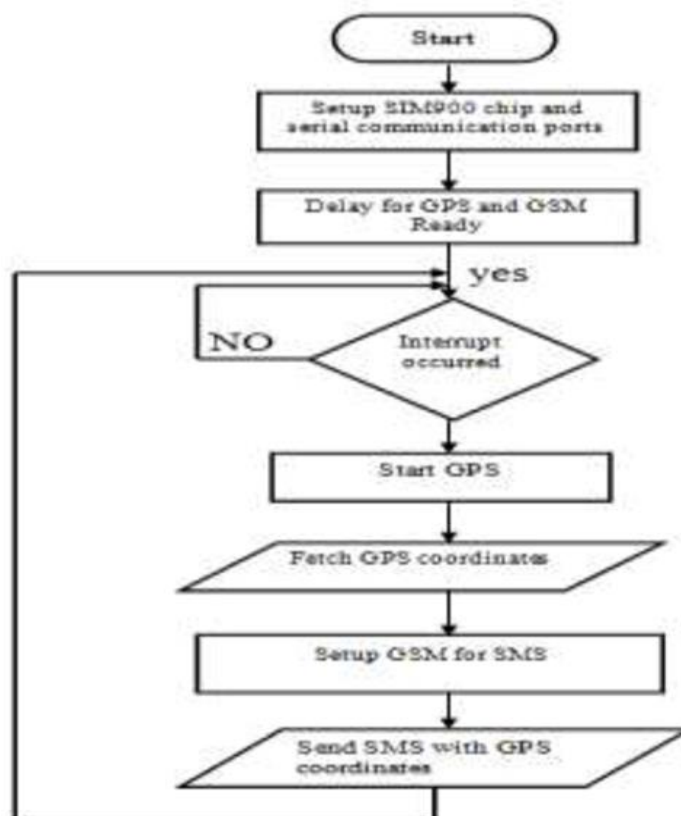 Start
Setup SIM900 chip and
serial communication ports
Delay for GPS and GSM
Ready
yes
NO
Interrupt
occurred
Start GPS
Fetch GPS coordinates
Setup GSM for SMS
Send SMS with GPS
coordinates